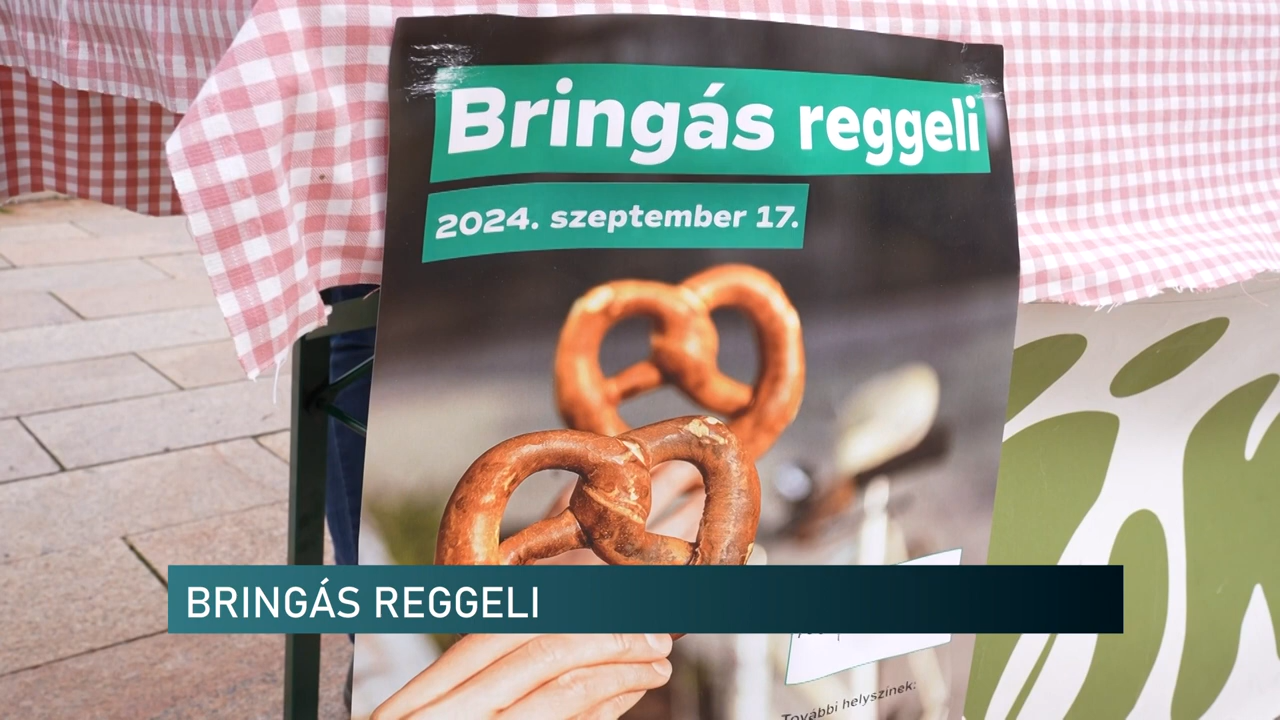 Bringás reggeli
2024. szeptember 17.
BRINGÁS REGGELI
További helyszínek: